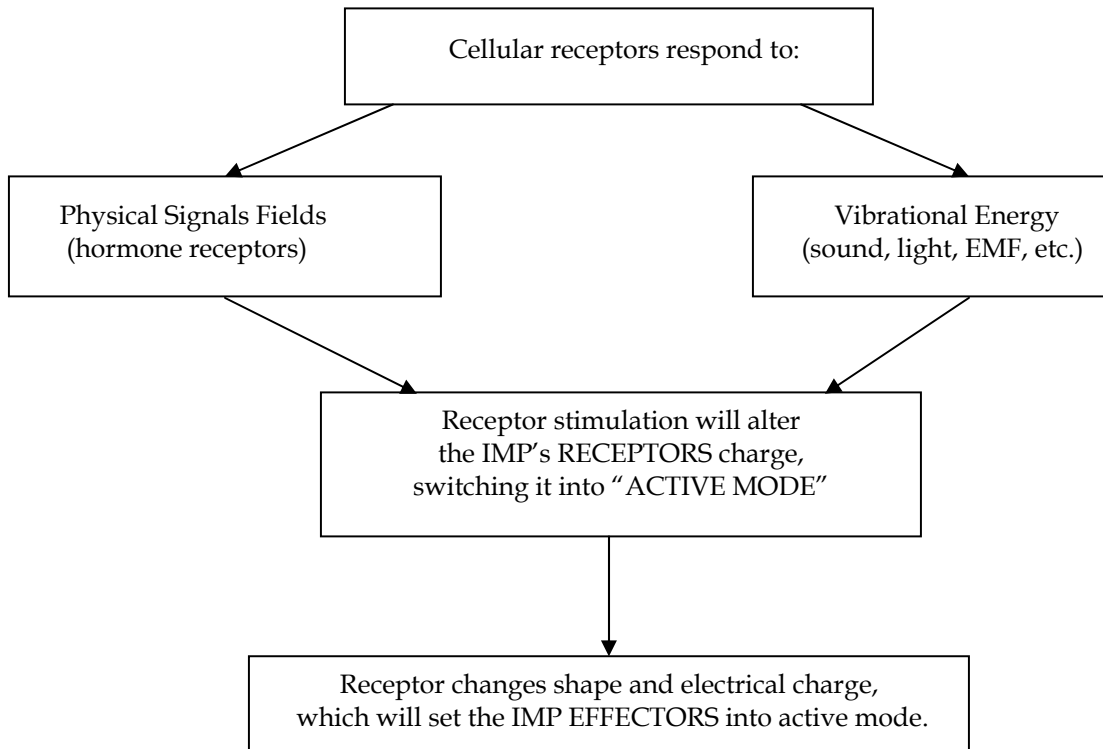 Cellular receptors respond to:
Physical Signals Fields
(hormone receptors)
Vibrational Energy
(sound, light, EMF, etc.)
Receptor stimulation will alter
the IMP’s RECEPTORS charge,
switching it into “ACTIVE MODE”
Receptor changes shape and electrical charge,
which will set the IMP EFFECTORS into active mode.